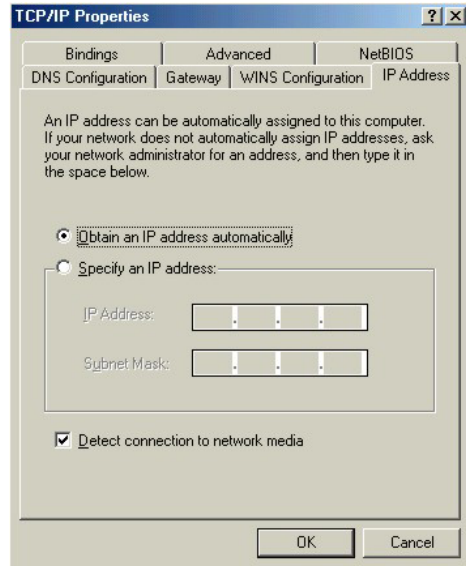 TCP/IP Properties
? ×
Bindings Advanced NetBIOS
DNS Configuration Gateway WINS Configuration IP Address
An IP address can be automatically assigned to this computer.
If your network does not automatically assign IP addresses, ask
your network administrator for an address, and then type it in
the space below.
Obtain an IP address automatically
Specify an IP address:
IP Address:
. . .
Subnet Mask:
. . .
Detect connection to network media
OK Cancel